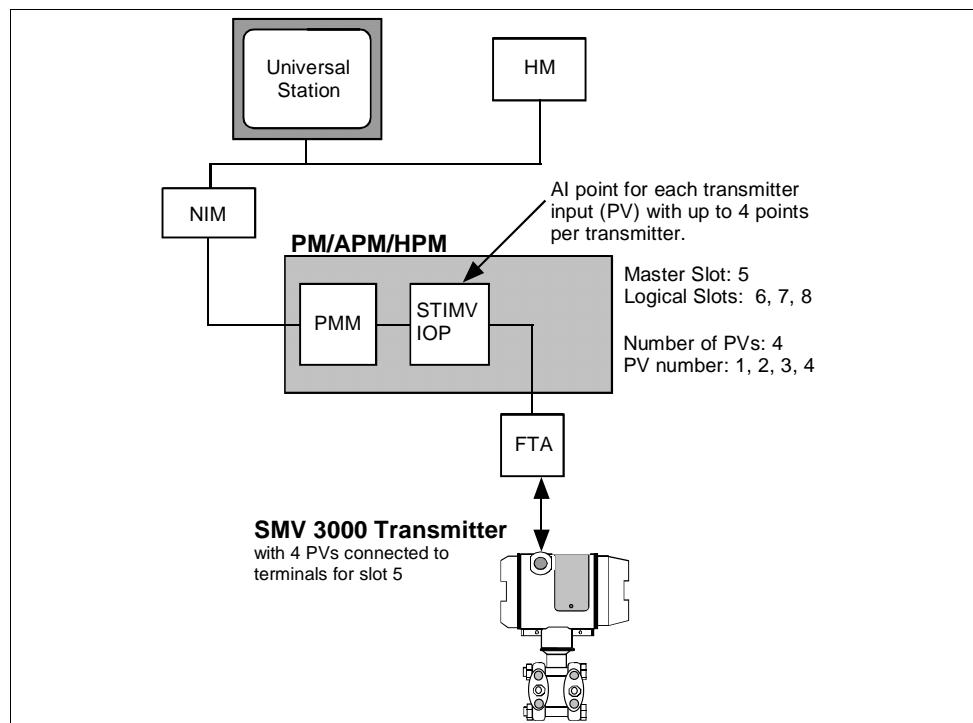 Universal
Station
HM
NIM
AI point for each transmitter
input (PV) with up to 4 points
per transmitter.
PM/APM/HPM
PMM
STIMV
IOP
Master Slot: 5
Logical Slots: 6, 7, 8
Number of PVs: 4
PV number: 1, 2, 3, 4
FTA
SMV 3000 Transmitter
with 4 PVs connected to
terminals for slot 5